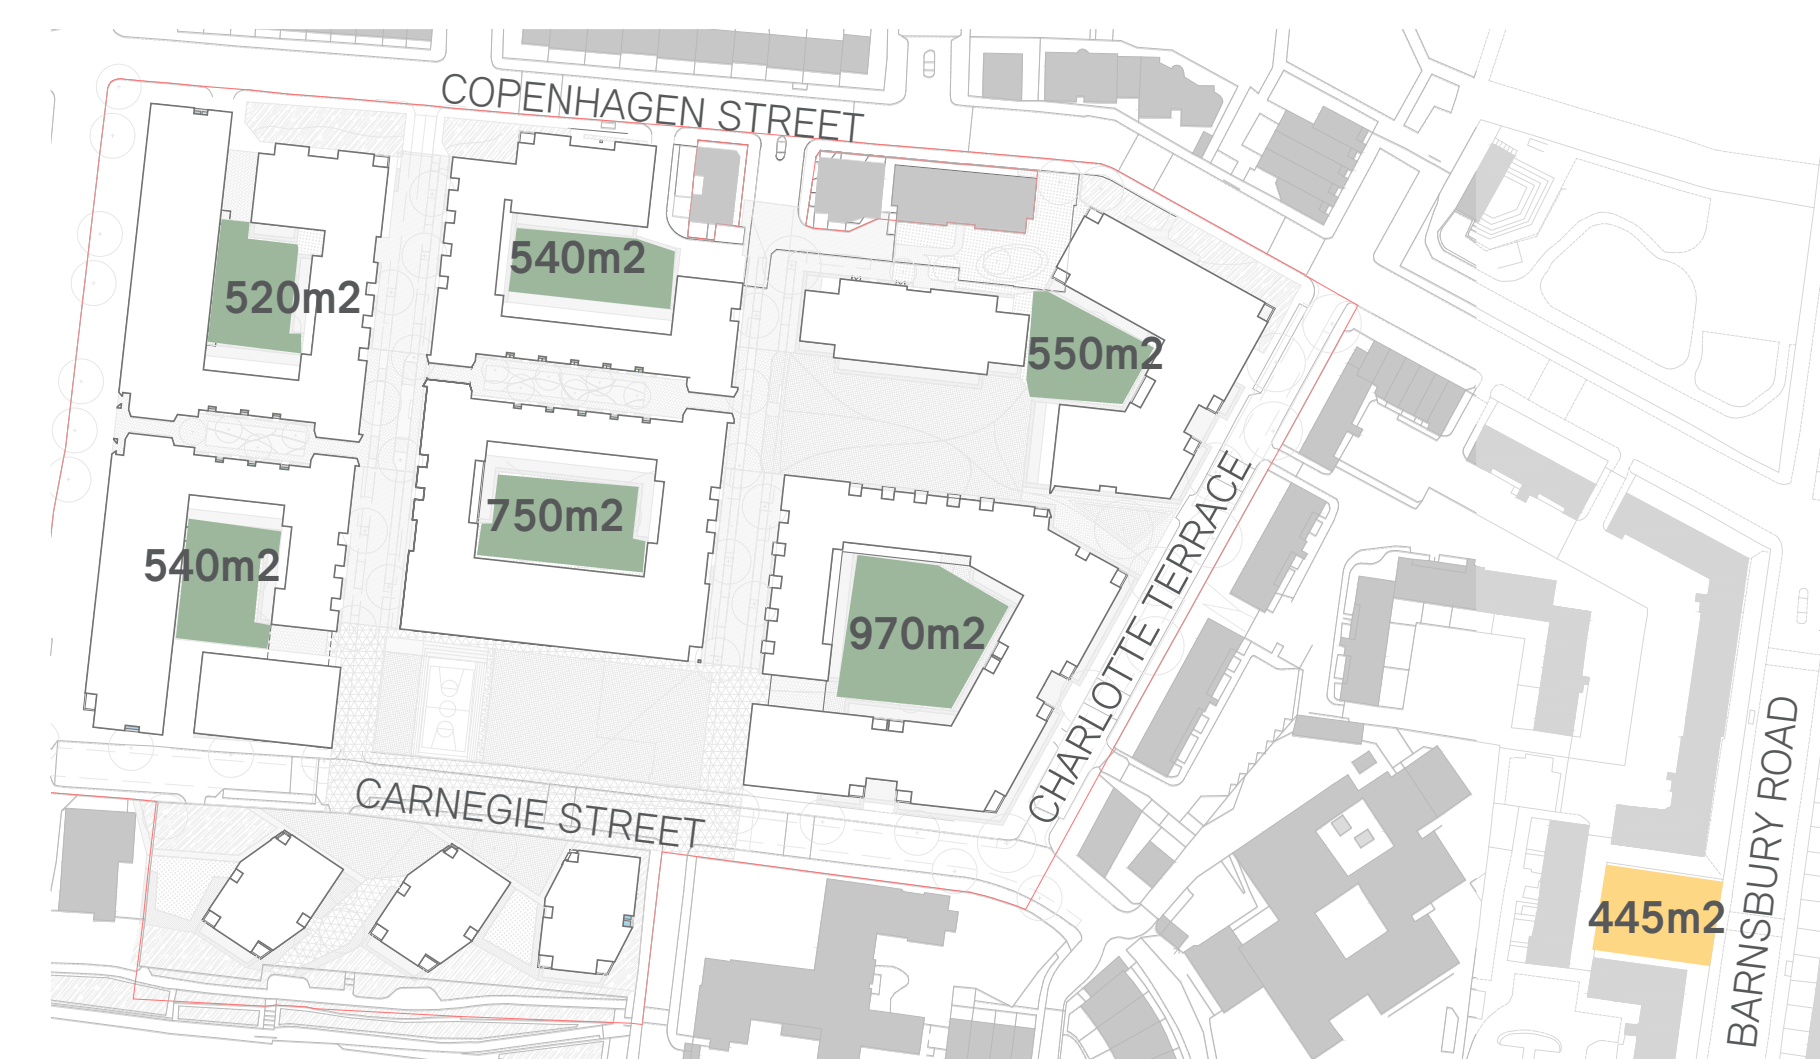 COPENHAGEN STREET
540m2
520m2
550m2
750m2
540m2
970m2
CHARLOTTE TERRACE
CARNEGIE STREET
BARNSBURY ROAD
445m2